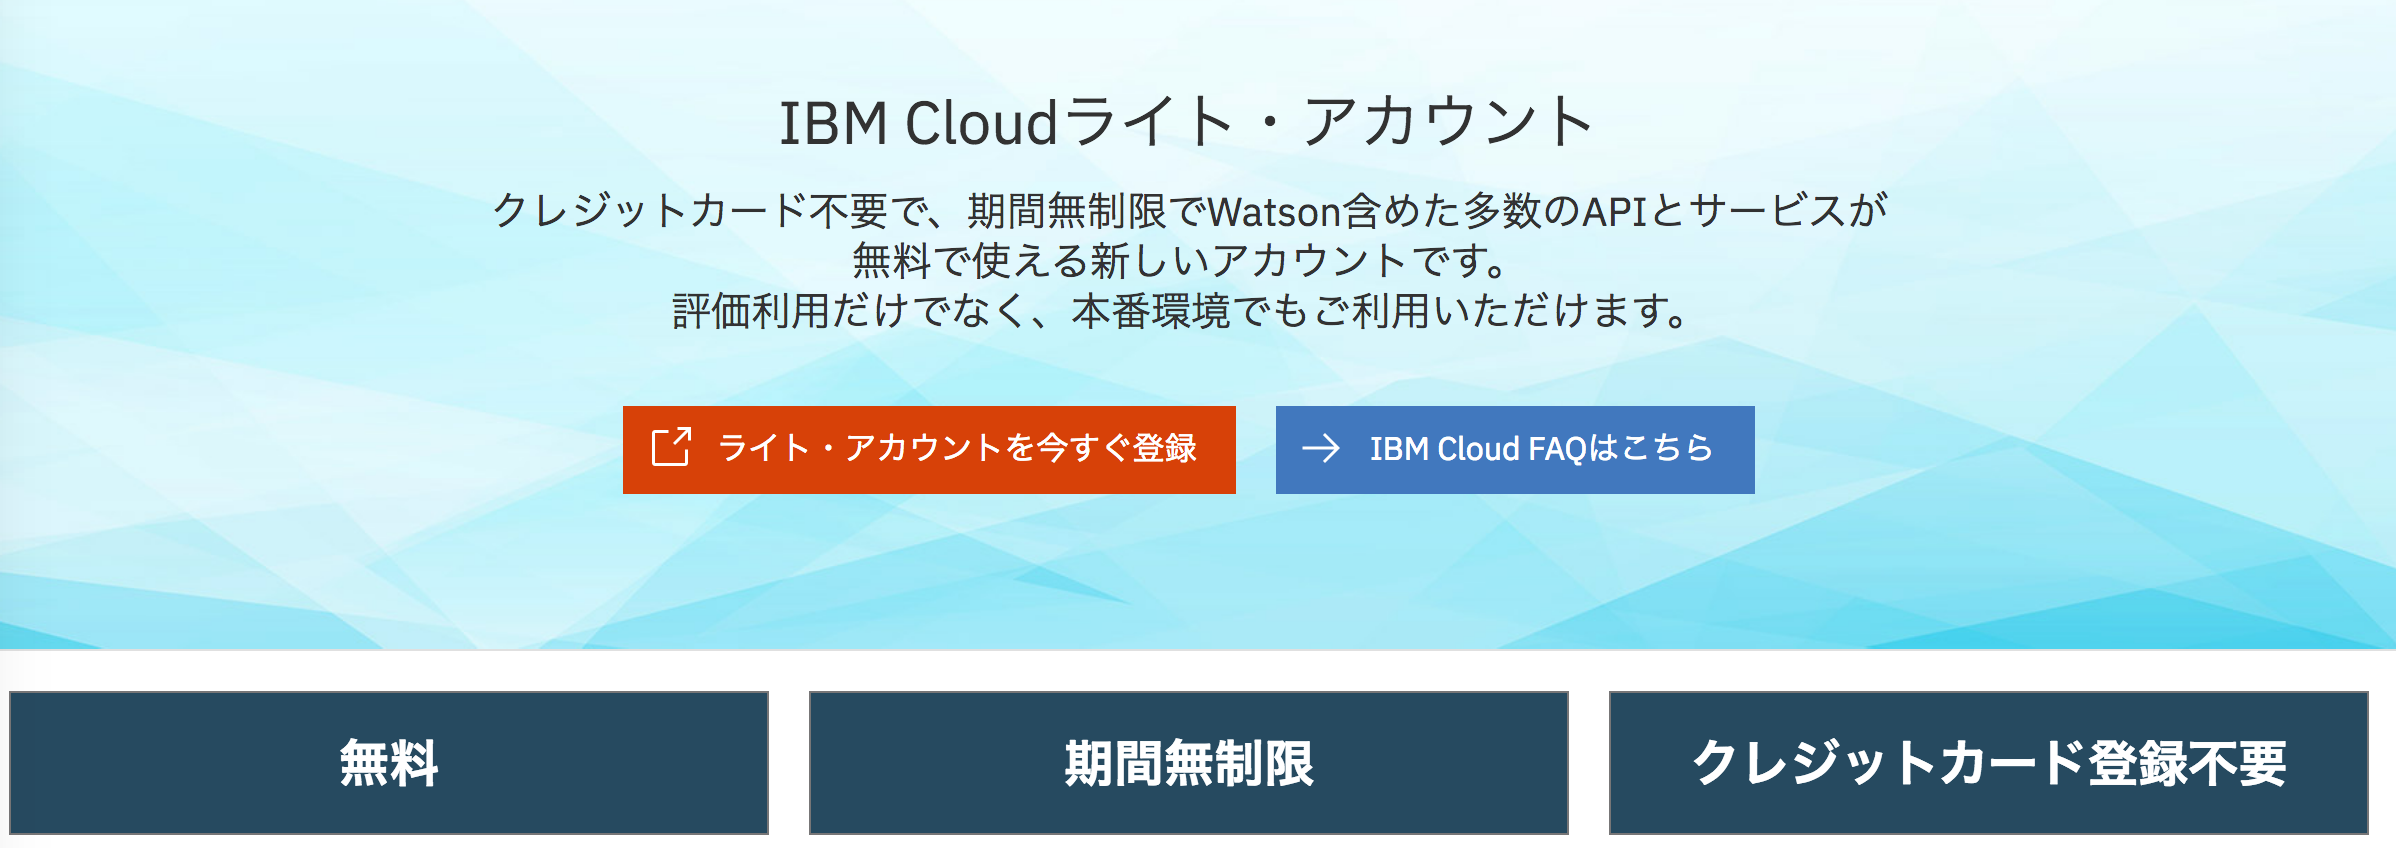 IBM Cloudライト・アカウント
クレジットカード不要で、期間無制限でWatson含めた多数のAPIとサービスが
無料で使える新しいアカウントです。
評価利用だけでなく、本番環境でもご利用いただけます。
ライト・アカウントを今すぐ登録
IBM Cloud FAQはこちら
無料
期間無制限
クレジットカード登録不要